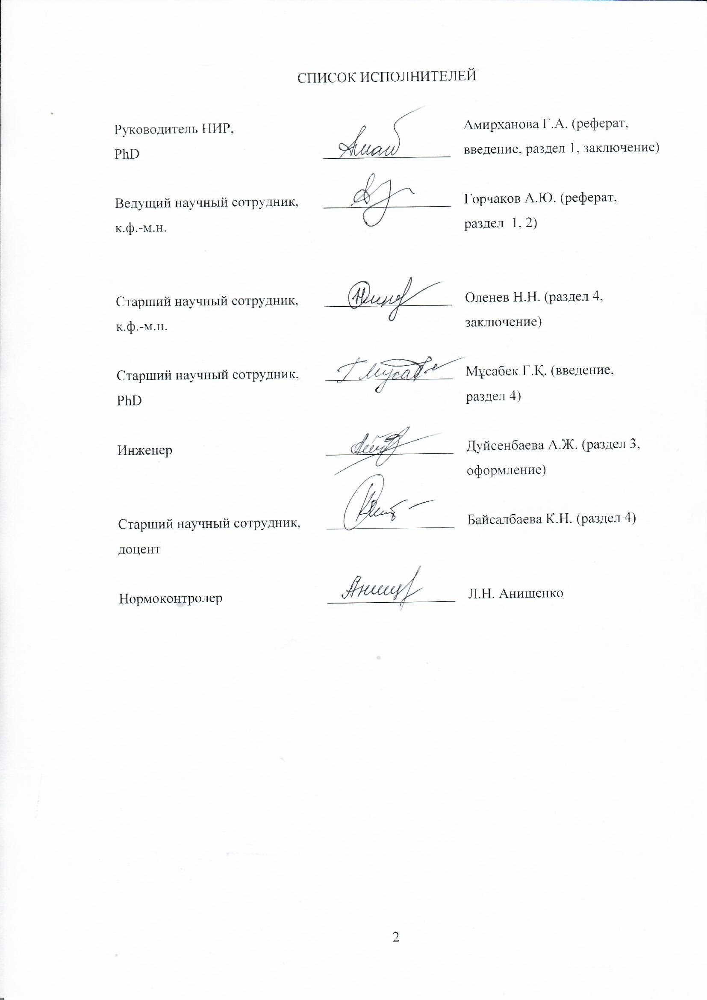 СПИСОК ИСПОЛНИТЕЛЕЙ
Руководитель НИР,
PhD
Амирханова Г.А. (реферат,
введение, раздел 1, заключение)
Ведущий научный сотрудник,
к.ф.-м.н.
Горчаков А.Ю. (реферат,
раздел 1, 2)
Старший научный сотрудник,
к.ф.-м.н.
Оленев Н.Н. (раздел 4,
заключение)
Старший научный сотрудник,
PhD
Мұсабек Г.Қ. (введение,
раздел 4)
Инженер
Дуйсенбаева А.Ж. (раздел 3,
оформление)
Старший научный сотрудник,
доцент
Байсалбаева К.Н. (раздел 4)
Нормоконтролер
Л.Н. Анищенко
2